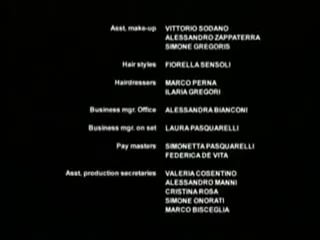 Asst. make-up VITTORIO SODANO
ALESSANDRO ZAPPATERRA
SIMONE GREGORIS
Hair styles FIORELLA SENSOLI
Hairdressers MARCO PERNA
ILARIA GREGORI
Business mgr. Office ALESSANDRA BIANCONI
Business mgr. on set LAURA PASQUARELLI
Pay masters SIMONETTA PASQUARELLI
FEDERICA DE VITA
Asst. production secretaries VALERIA COSENTINO
ALESSANDRO MANNI
CRISTINA ROSA
SIMONE ONORATI
MARCO BISCEGLIA